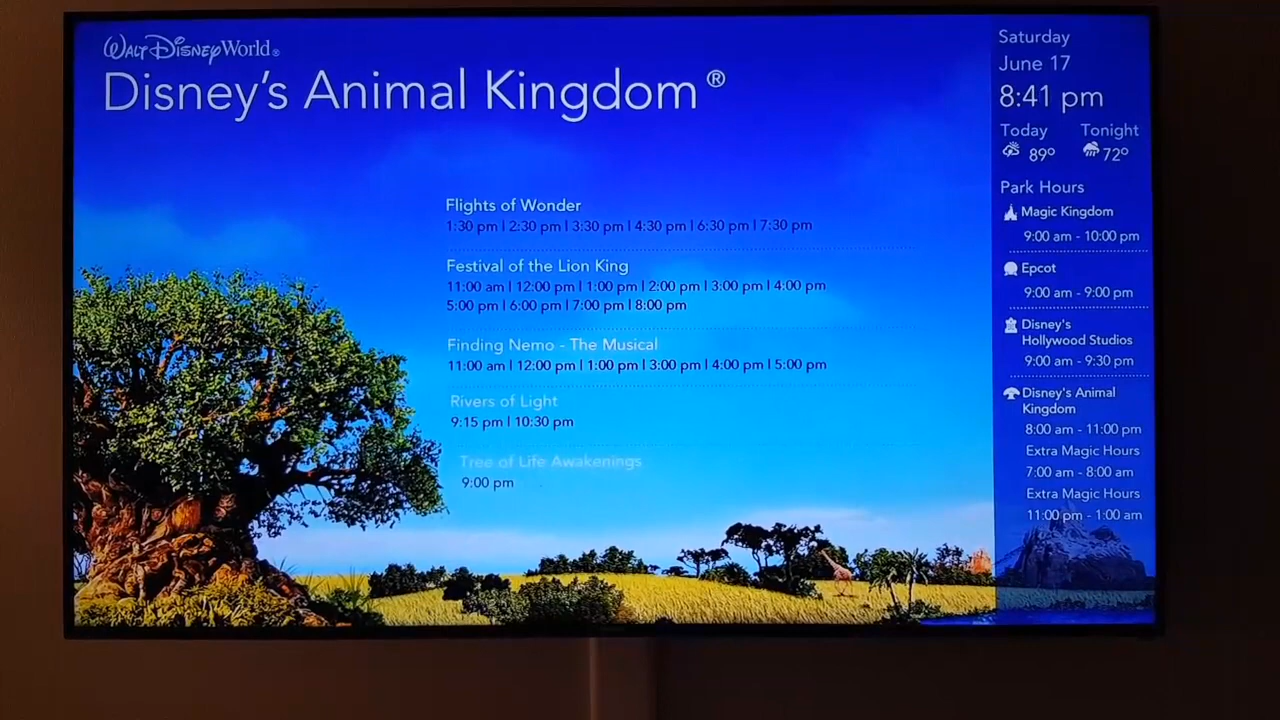 Walt Disney World®
Disney's Animal Kingdom®
Flights of Wonder
1:30 pm | 2:30 pm | 3:30 pm | 4:30 pm | 6:30 pm | 7:30 pm
Festival of the Lion King
11:00 am | 12:00 pm | 1:00 pm | 2:00 pm | 3:00 pm | 4:00 pm
5:00 pm | 6:00 pm | 7:00 pm | 8:00 pm
Finding Nemo - The Musical
11:00 am | 12:00 pm | 1:00 pm | 3:00 pm | 4:00 pm | 5:00 pm
Rivers of Light
9:15 pm | 10:30 pm
Tree of Life Awakenings
9:00 pm
Saturday
June 17
8:41 pm
Today Tonight
89° 72°
Park Hours
Magic Kingdom
9:00 am - 10:00 pm
Epcot
9:00 am - 9:00 pm
Disney's
Hollywood Studios
9:00 am - 9:30 pm
Disney's Animal
Kingdom
8:00 am - 11:00 pm
Extra Magic Hours
7:00 am - 8:00 am
Extra Magic Hours
11:00 pm - 1:00 am